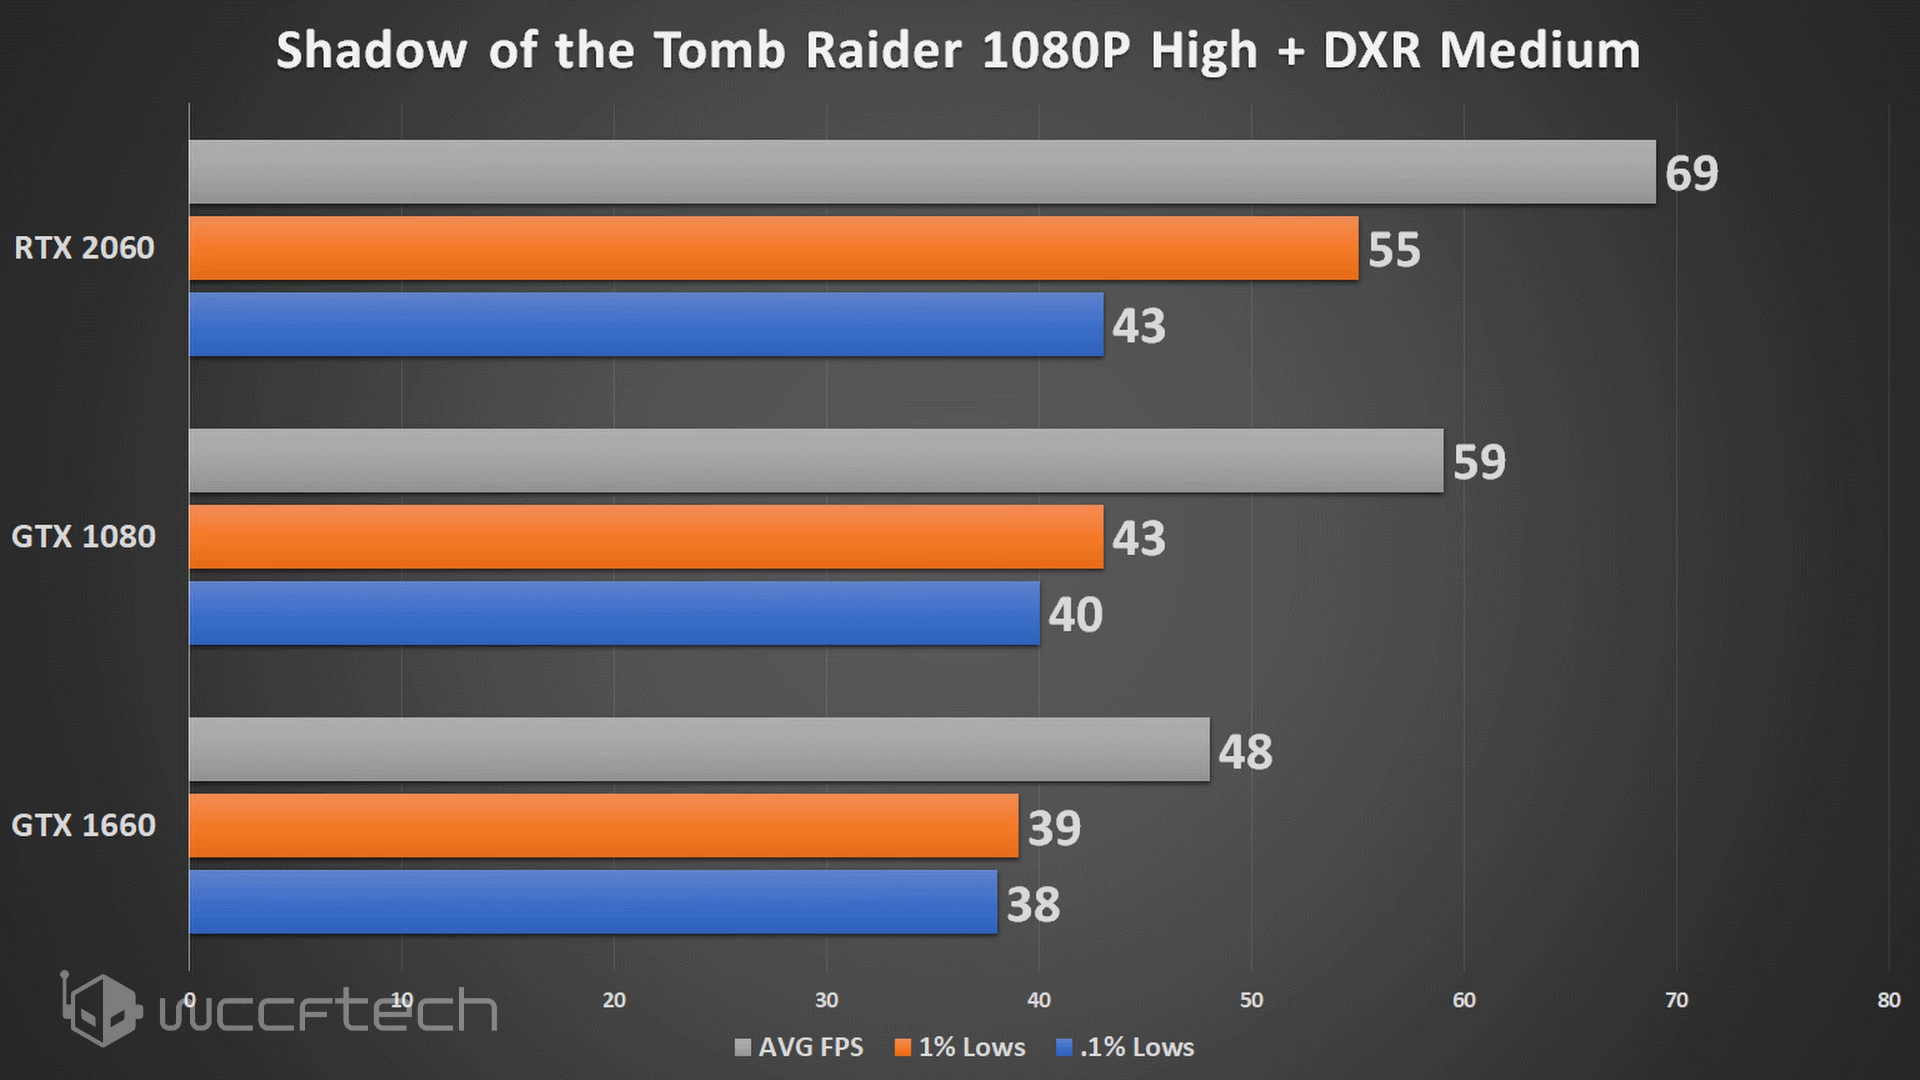 Shadow of the Tomb Raider 1080P High + DXR Medium
69
RTX 2060
55
43
59
GTX 1080
43
40
48
GTX 1660
39
38
0 10 20 30 40 50 60 70 80
wccftech
AVG FPS 1% Lows .1% Lows